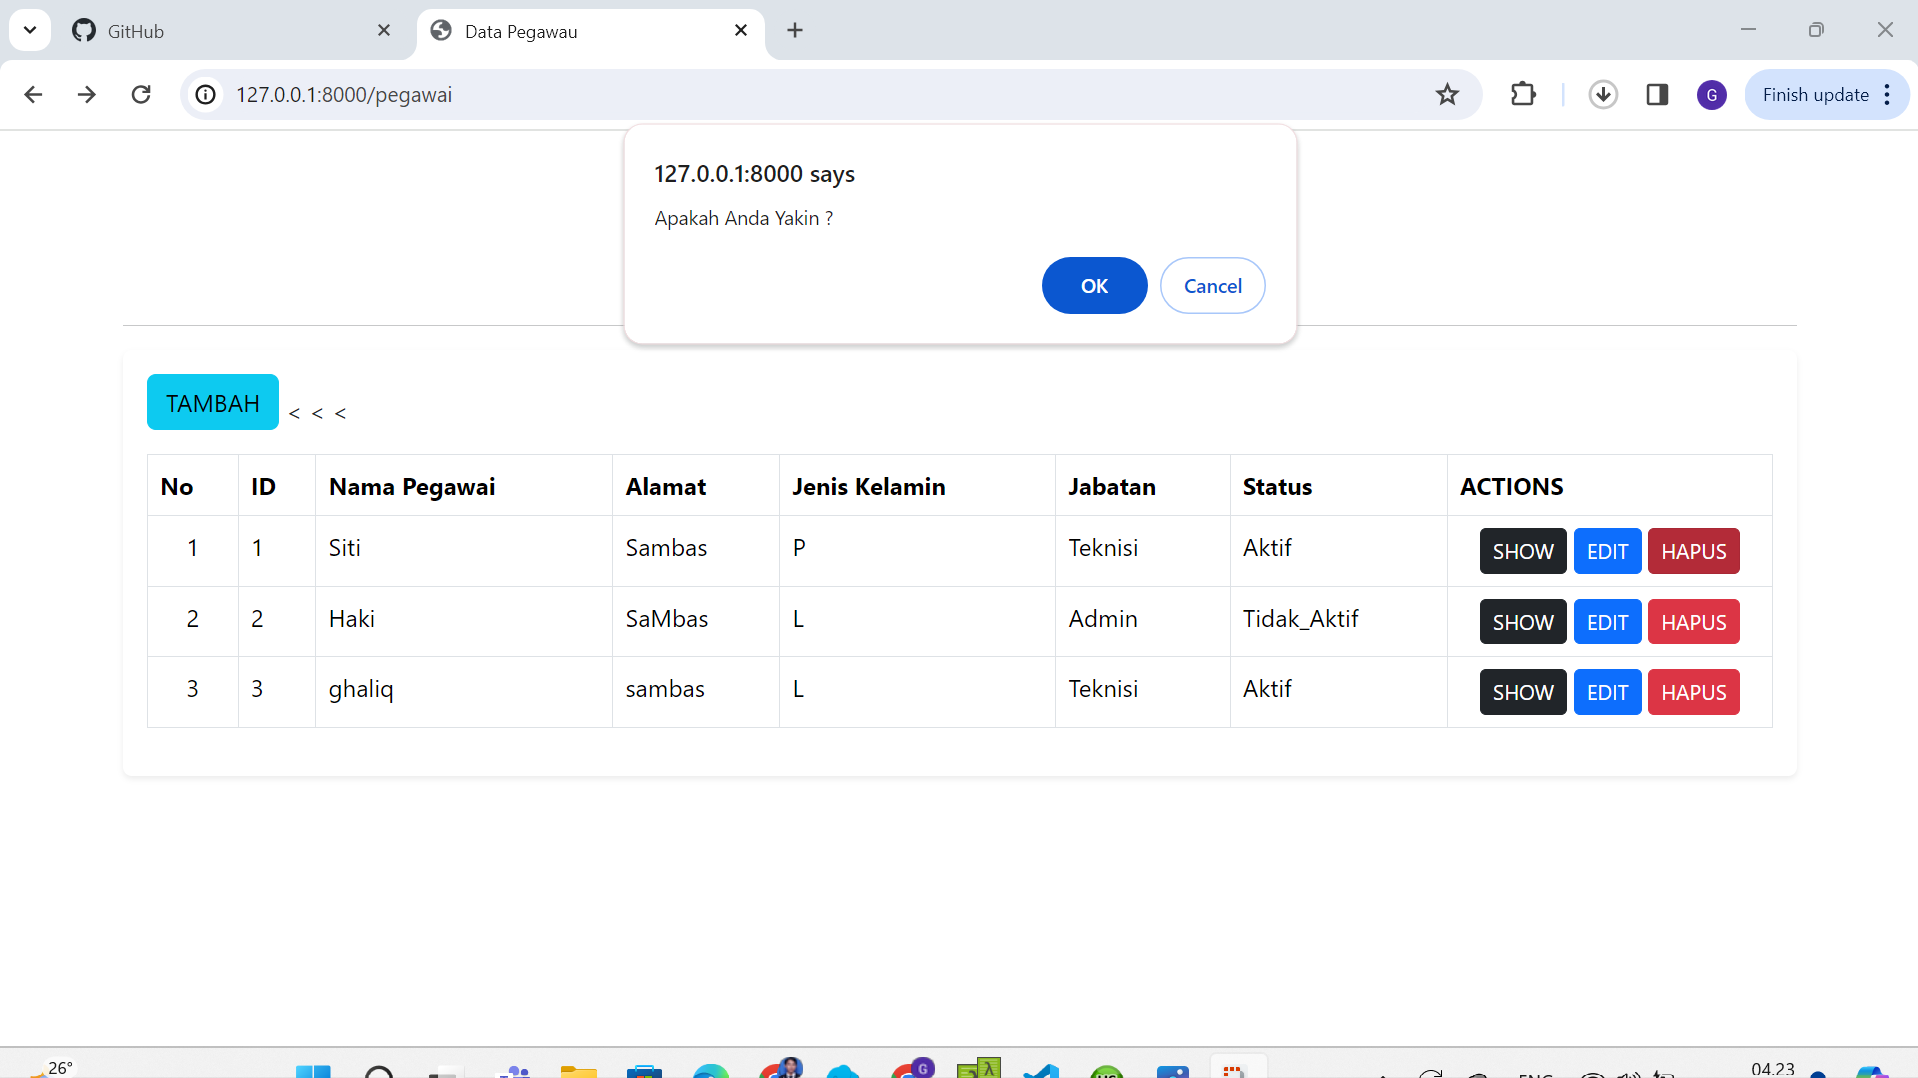 GitHub
Data Pegawau
127.0.0.1:8000/pegawai
G
Finish update
127.0.0.1:8000 says
Apakah Anda Yakin ?
OK Cancel
TAMBAH < < <
No ID Nama Pegawai Alamat Jenis Kelamin Jabatan Status ACTIONS
1 1 Siti Sambas P Teknisi Aktif SHOW EDIT HAPUS
2 2 Haki SaMbas L Admin Tidak_Aktif SHOW EDIT HAPUS
3 3 ghaliq sambas L Teknisi Aktif SHOW EDIT HAPUS
26°
G
λ
ENG
04.23